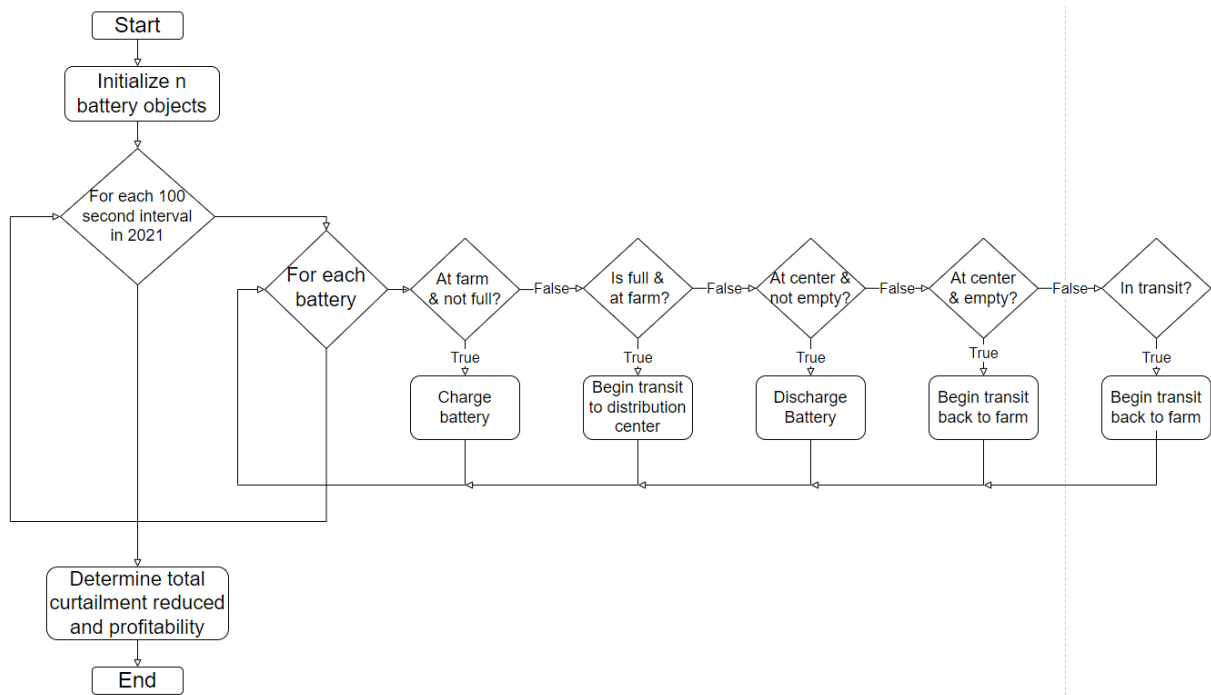 Start
Initialize n
battery objects
For each 100
second interval
in 2021
For each
battery
At farm
& not full?
False
Is full &
at farm?
False
At center &
not empty?
False
At center
& empty?
False
In transit?
True
True
True
True
True
Charge
battery
Begin transit
to distribution
center
Discharge
Battery
Begin transit
back to farm
Begin transit
back to farm
Determine total
curtailment reduced
and profitability
End